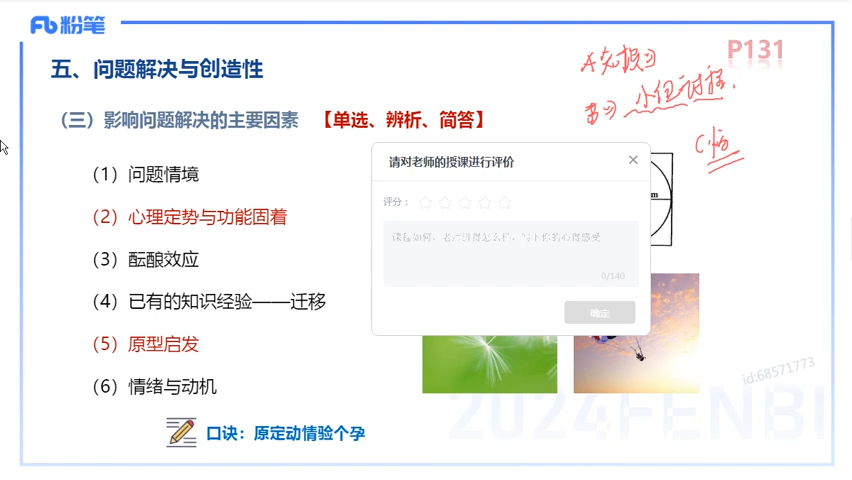 粉笔
五、问题解决与创造性
P131
（三）影响问题解决的主要因素 【单选、辨析、简答】
（1）问题情境
（2）心理定势与功能固着
（3）酝酿效应
（4）已有的知识经验——迁移
（5）原型启发
（6）情绪与动机
口诀：原定动情验个孕
请对老师的授课进行评价
评分：
0/140
确定
m
id:68571773
2024FENBI